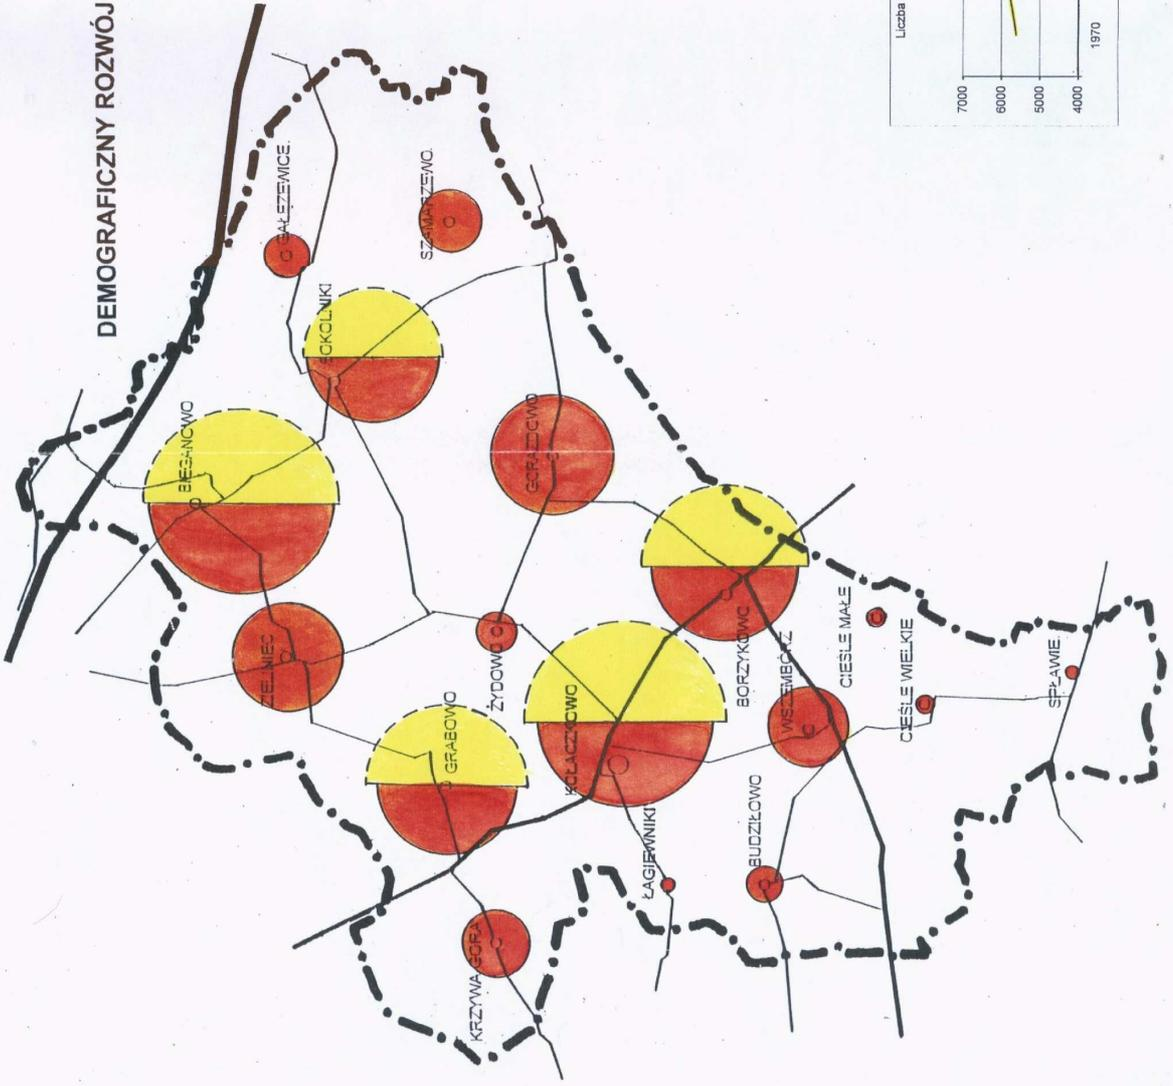 DEMOGRAFICZNY ROZWÓJ
BIEGANOWO
GAŁĘZEWICE.
ZIELNIEC
SOKOLNIKI
SZAMARZEWO.
GRABOWO
ŻYDOWO
GORAZDOWO
KRZYWA GÓRA
KOŁACZKOWO
ŁAGIEWNIKI
BORZYKOWO
BUDZIŁOWO
WSZEMBÓRZ
CIEŚLE MAŁE
CIEŚLE WIELKIE
SPŁAWIE.
Liczba
7000
6000
5000
4000
1970